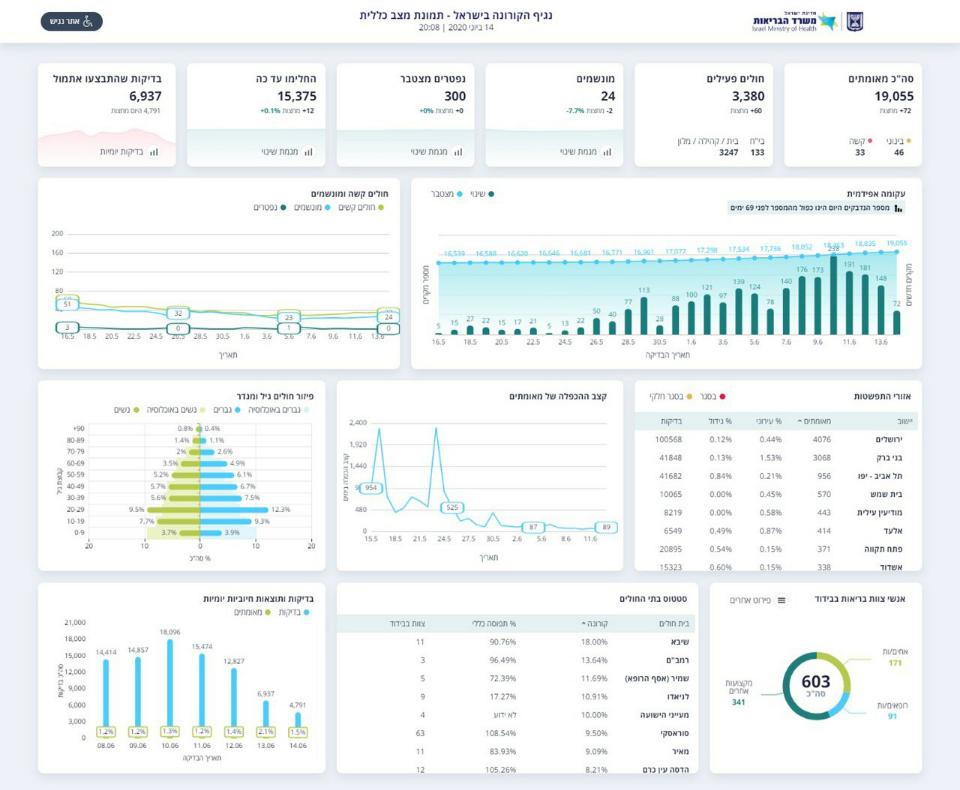 נגיף הקורונה בישראל - תמונת מצב כללית
14 ביוני 2020 | 20:08
מדינת ישראל
משרד הבריאות
Israel Ministry of Health
אתר נגיש
סה"כ מאומתים
19,055
+72 מחצות
בינוני 46
קשה 33
חולים פעילים
3,380
+60 מחצות
בי"ח 133
בית / קהילה / מלון 3247
מונשמים
24
-2 מחצות -7.7%
מגמת שינוי
נפטרים מצטבר
300
+0 מחצות +0%
מגמת שינוי
החלימו עד כה
15,375
+12 מחצות +0.1%
מגמת שינוי
בדיקות שהתבצעו אתמול
6,937
4,791 היום מחצות
בדיקות יומיות
עקומה אפידמית
שינוי מצטבר
מספר הנדבקים היום הינו כפול מהמספר לפני 69 ימים
16,539 16,588 16,620 16,646 16,683 16,771 16,961 17,077 17,298 17,534 17,736 18,052 18,835 19,055
5 15 27 22 15 17 21 5 13 22 50 40 77 113 28 88 100 121 97 139 124 78 140 176 173 238 191 181 148 72
16.5 18.5 20.5 22.5 24.5 26.5 28.5 30.5 1.6 3.6 5.6 7.6 9.6 11.6 13.6
מספר מקרים
מקרים חדשים
תאריך הבדיקה
חולים קשה ומונשמים
חולים קשים מונשמים נפטרים
200
160
120
80
51 32 23 24
3 0 1 0
16.5 18.5 20.5 22.5 24.5 28.5 30.5 1.6 3.6 5.6 7.6 9.6 11.6 13.6
תאריך
אזורי התפשטות
בסגר בסגר חלקי
יישוב מאומתים % עירוני % גידול בדיקות
ירושלים 4076 0.44% 0.12% 100568
בני ברק 3068 1.53% 0.13% 41848
תל אביב - יפו 956 0.21% 0.84% 41682
בית שמש 570 0.45% 0.00% 10065
מודיעין עילית 443 0.58% 0.00% 8219
אלעד 414 0.87% 0.49% 6549
פתח תקווה 371 0.15% 0.54% 20895
אשדוד 338 0.15% 0.60% 15323
קצב ההכפלה של מאומתים
2,400
1,920
1,440
480
0
954 525 87 89
15.5 18.5 21.5 24.5 27.5 30.5 2.6 5.6 8.6 11.6
תאריך
פיזור חולים גיל ומגדר
גברים באוכלוסיה גברים נשים באוכלוסיה נשים
90+ 0.8% 0.4%
80-89 1.4% 1.1%
70-79 2% 2.6%
60-69 3.5% 4.9%
50-59 5.2% 6.1%
40-49 5.7% 6.7%
30-39 5.6% 7.5%
20-29 9.5% 12.3%
10-19 7.7% 9.3%
0-9 3.7% 3.9%
20 10 0 10 20
קבוצת גיל
% סה"כ
אנשי צוות בריאות בבידוד
פירוט אחרים
603
סה"כ
אחים/ות
171
רופאים/ות
91
מקצועות אחרים
341
סטטוס בתי החולים
בית חולים קורונה % תפוסה כללי צוות בבידוד
שיבא 18.00% 90.76% 11
רמב"ם 13.64% 96.49% 3
שמיר (אסף הרופא) 11.69% 72.39% 5
לניאדו 10.91% 17.27% 9
מעייני הישועה 10.00% לא ידוע 4
סוראסקי 9.50% 108.54% 63
מאיר 9.09% 83.93% 11
הדסה עין כרם 8.21% 105.26% 12
בדיקות ותוצאות חיוביות יומיות
בדיקות מאומתים
21,000
18,000
15,000
12,000
9,000
6,000
3,000
0
14,414 14,857 18,096 15,474 12,827 6,937 4,791
1.2% 1.2% 1.3% 1.2% 1.4% 2.1% 1.5%
08.06 09.06 10.06 11.06 12.06 13.06 14.06
סה"כ בדיקות
תאריך הבדיקה